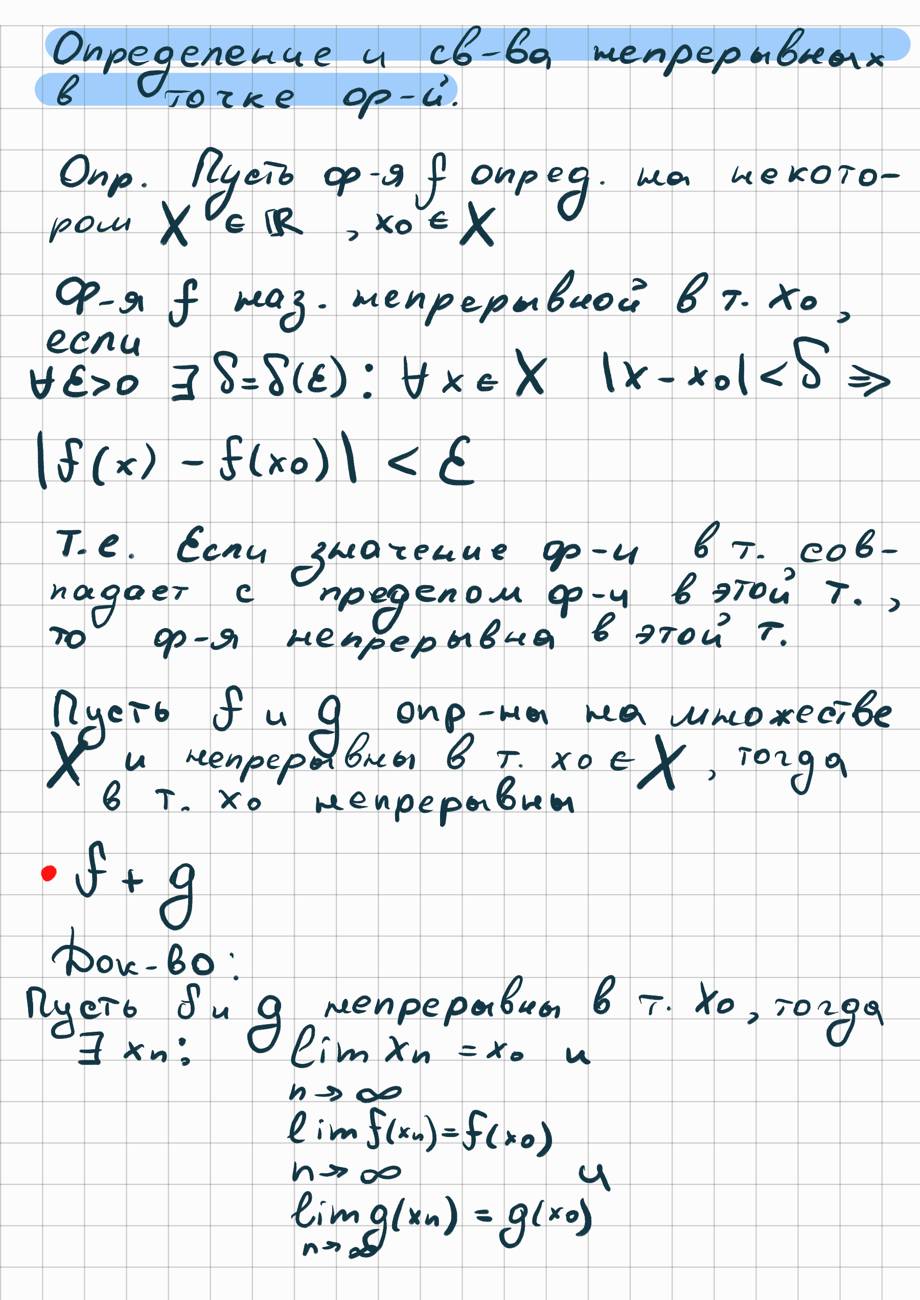 Определение и св-ва непрерывных
в точке ф-й.
Опр. Пусть ф-я f опред. на некото-
ром X ∈ ℝ , x₀ ∈ X
Ф-я f наз. непрерывной в т. x₀ ,
если
∀ε>0 ∃ δ=δ(ε): ∀ x ∈ X |x - x₀| < δ ⇒
|f(x) - f(x₀)| < ε
Т.е. Если значение ф-и в т. сов-
падает с пределом ф-и в этой т. ,
то ф-я непрерывна в этой т.
Пусть f и g опр-ны на множестве
X и непрерывны в т. x₀ ∈ X , тогда
в т. x₀ непрерывны
• f + g
Док-во:
Пусть f и g непрерывны в т. x₀ , тогда
∃ xₙ: lim xₙ = x₀ и
n → ∞
lim f(xₙ) = f(x₀)
n → ∞ и
lim g(xₙ) = g(x₀)
n → ∞